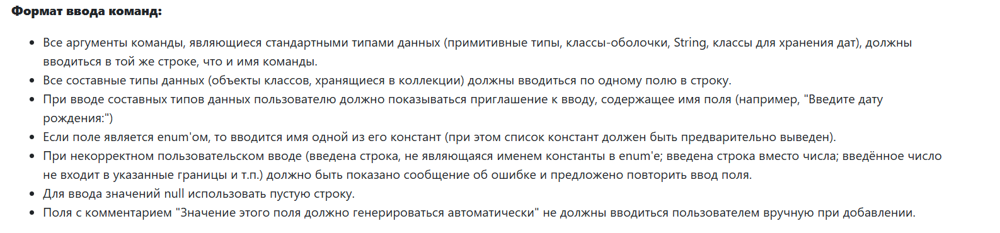 Формат ввода команд:
• Все аргументы команды, являющиеся стандартными типами данных (примитивные типы, классы-оболочки, String, классы для хранения дат), должны
вводиться в той же строке, что и имя команды.
• Все составные типы данных (объекты классов, хранящиеся в коллекции) должны вводиться по одному полю в строку.
• При вводе составных типов данных пользователю должно показываться приглашение к вводу, содержащее имя поля (например, "Введите дату
рождения:")
• Если поле является enum'ом, то вводится имя одной из его констант (при этом список констант должен быть предварительно выведен).
• При некорректном пользовательском вводе (введена строка, не являющаяся именем константы в enum'е; введена строка вместо числа; введённое число
не входит в указанные границы и т.п.) должно быть показано сообщение об ошибке и предложено повторить ввод поля.
• Для ввода значений null использовать пустую строку.
• Поля с комментарием "Значение этого поля должно генерироваться автоматически" не должны вводиться пользователем вручную при добавлении.